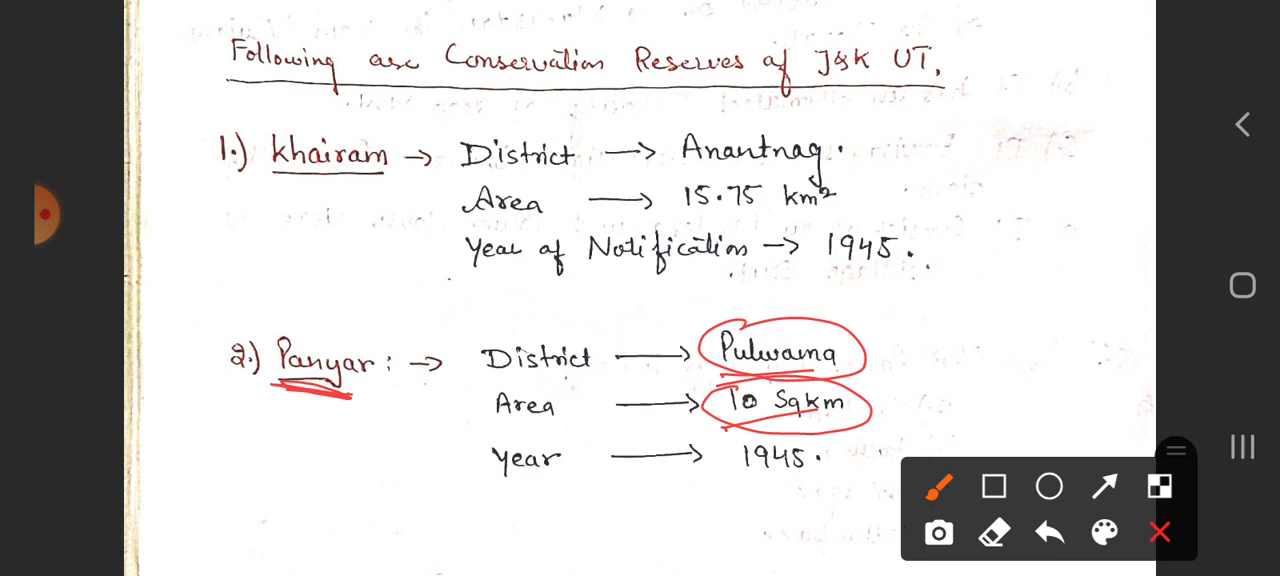 Following are Conservation Reserves of J&K UT.
1.) Khairam → District → Anantnag.
Area → 15.75 km²
Year of Notification → 1945.
2.) Panyar : → District → Pulwama
Area → 10 Sqkm
Year → 1945.